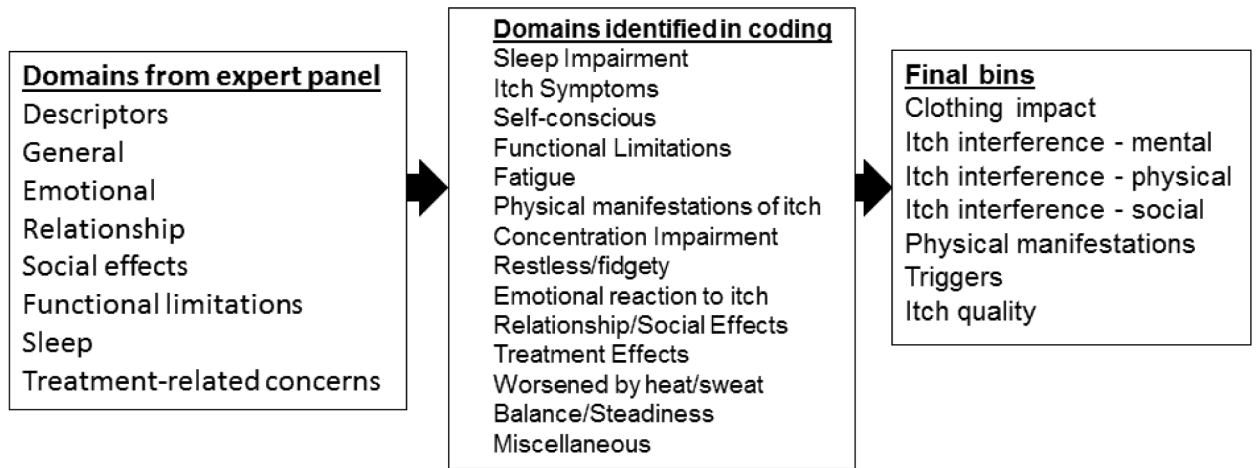 Domains from expert panel
Descriptors
General
Emotional
Relationship
Social effects
Functional limitations
Sleep
Treatment-related concerns
Domains identified in coding
Sleep Impairment
Itch Symptoms
Self-conscious
Functional Limitations
Fatigue
Physical manifestations of itch
Concentration Impairment
Restless/fidgety
Emotional reaction to itch
Relationship/Social Effects
Treatment Effects
Worsened by heat/sweat
Balance/Steadiness
Miscellaneous
Final bins
Clothing impact
Itch interference - mental
Itch interference - physical
Itch interference - social
Physical manifestations
Triggers
Itch quality